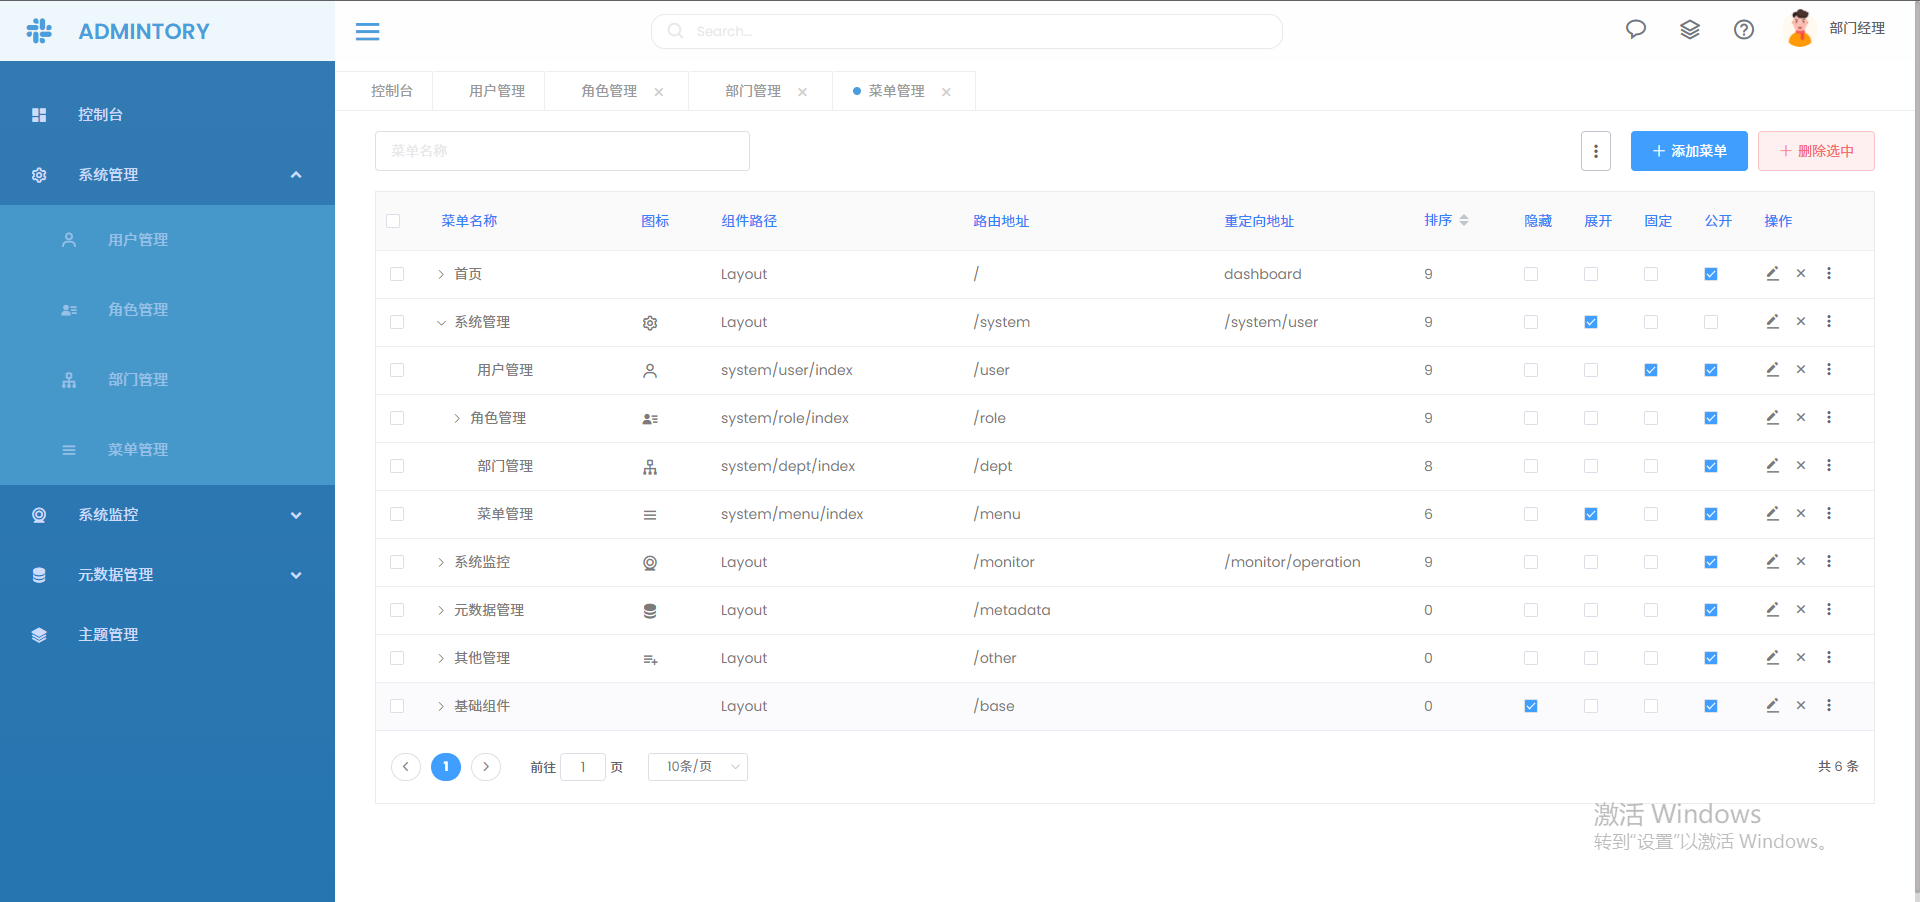 ADMINTORY
Search...
部门经理
控制台
用户管理
角色管理
部门管理
菜单管理
控制台
系统管理
用户管理
角色管理
部门管理
菜单管理
系统监控
元数据管理
主题管理
菜单名称
添加菜单
删除选中
菜单名称 图标 组件路径 路由地址 重定向地址 排序 隐藏 展开 固定 公开 操作
首页 Layout / dashboard 9
系统管理 Layout /system /system/user 9
用户管理 system/user/index /user 9
角色管理 system/role/index /role 9
部门管理 system/dept/index /dept 8
菜单管理 system/menu/index /menu 6
系统监控 Layout /monitor /monitor/operation 9
元数据管理 Layout /metadata 0
其他管理 Layout /other 0
基础组件 Layout /base 0
1 前往 1 页 10条/页 共 6 条
激活 Windows
转到“设置”以激活 Windows。